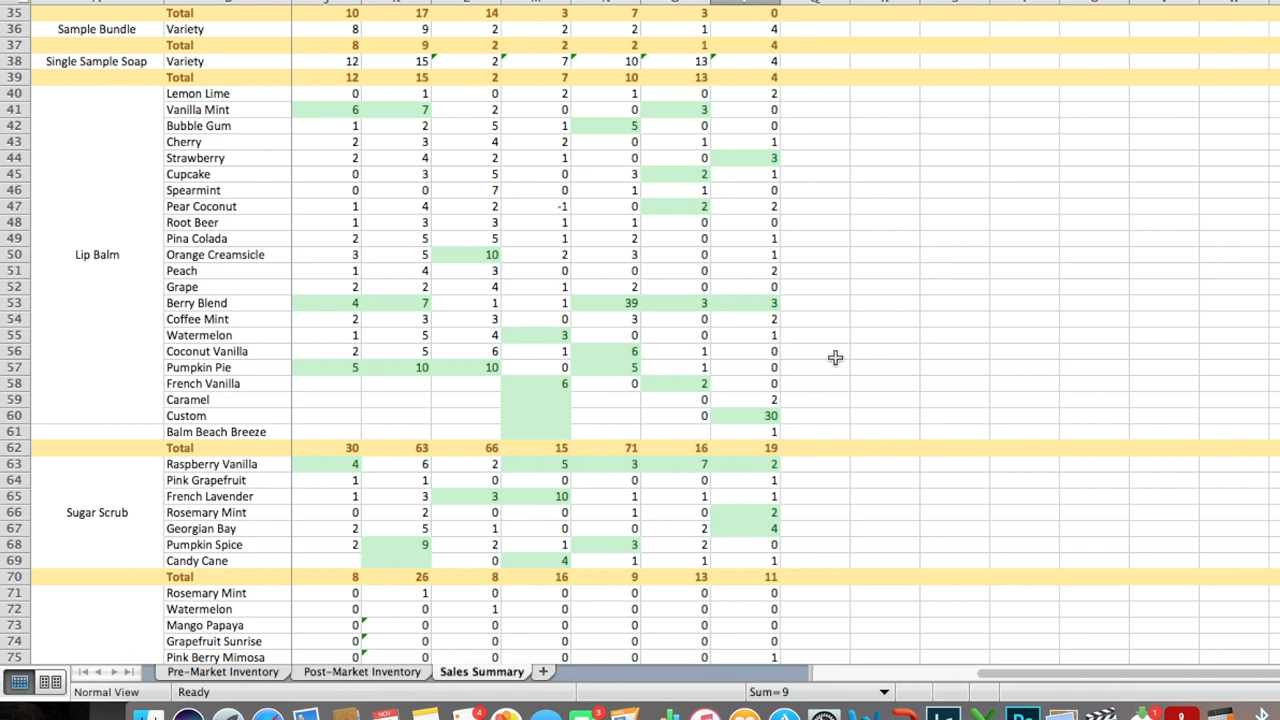 35 Total 10 17 14 3 7 3 0
36 Sample Bundle Variety 8 9 2 2 2 1 4
37 Total 8 9 2 2 2 1 4
38 Single Sample Soap Variety 12 15 2 7 10 13 4
39 Total 12 15 2 7 10 13 4
40 Lemon Lime 0 1 0 2 1 0 2
41 Vanilla Mint 6 7 2 0 0 3 0
42 Bubble Gum 1 2 5 1 5 0 0
43 Cherry 2 3 4 2 0 1 1
44 Strawberry 2 4 2 1 0 0 3
45 Cupcake 0 3 5 0 3 2 1
46 Spearmint 0 0 7 0 1 1 0
47 Pear Coconut 1 4 2 -1 0 2 2
48 Root Beer 1 3 3 1 1 0 0
49 Pina Colada 2 5 5 1 2 0 1
50 Lip Balm Orange Creamsicle 3 5 10 2 3 0 1
51 Peach 1 4 3 0 0 0 2
52 Grape 2 2 4 1 2 0 0
53 Berry Blend 4 7 1 1 39 3 3
54 Coffee Mint 2 3 3 0 3 0 2
55 Watermelon 1 5 4 3 0 0 1
56 Coconut Vanilla 2 5 6 1 6 1 0
57 Pumpkin Pie 5 10 10 0 5 1 0
58 French Vanilla 6 0 2 0
59 Caramel 0 2
60 Custom 0 30
61 Balm Beach Breeze 1
62 Total 30 63 66 15 71 16 19
63 Raspberry Vanilla 4 6 2 5 3 7 2
64 Pink Grapefruit 1 1 0 0 0 0 1
65 French Lavender 1 3 3 10 1 1 1
66 Sugar Scrub Rosemary Mint 0 2 0 0 1 0 2
67 Georgian Bay 2 5 1 0 0 2 4
68 Pumpkin Spice 2 9 2 1 3 2 0
69 Candy Cane 0 4 1 1 1
70 Total 8 26 8 16 9 13 11
71 Rosemary Mint 0 1 0 0 0 0 0
72 Watermelon 0 0 1 0 0 0 0
73 Mango Papaya 0 0 0 0 0 0 0
74 Grapefruit Sunrise 0 0 0 0 0 0 0
75 Pink Berry Mimosa 0 0 0 0 0 0 1
Pre-Market Inventory Post-Market Inventory Sales Summary +
Normal View Ready Sum=9
NOV 4 3 1